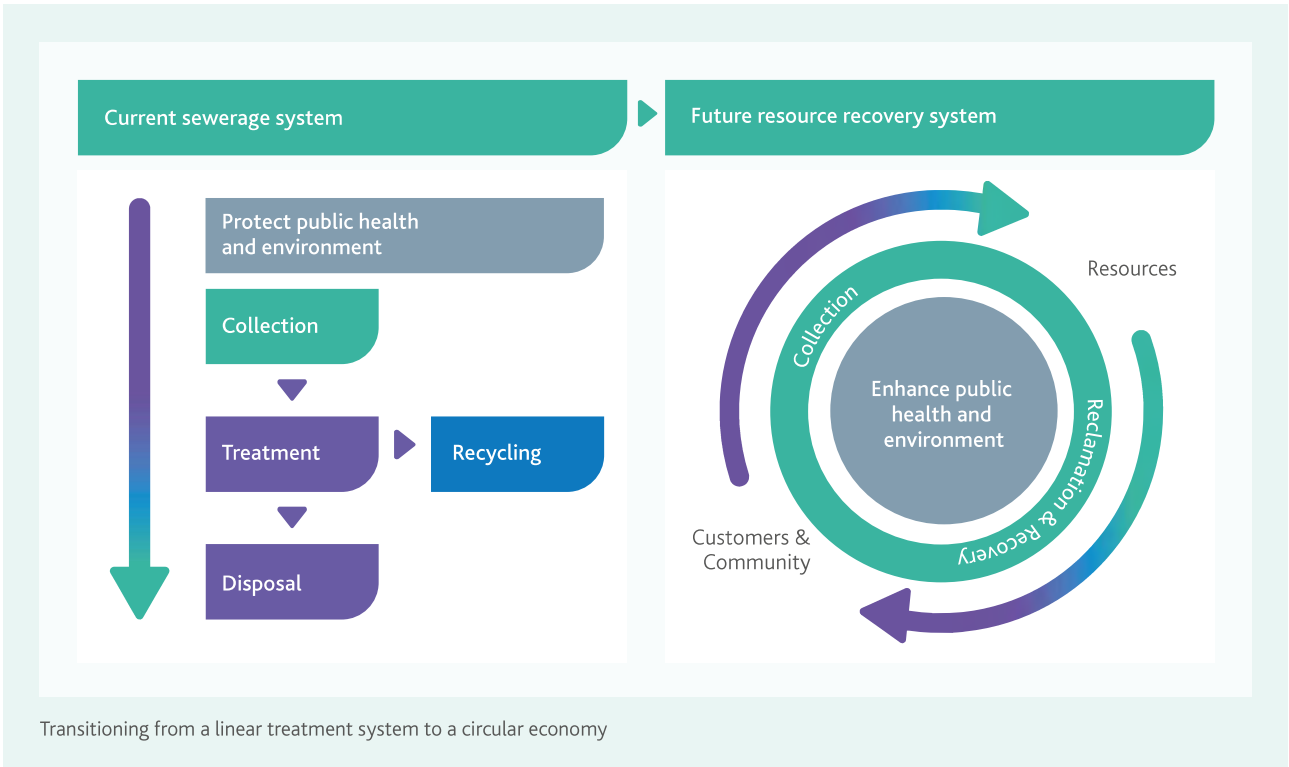 Current sewerage system
Future resource recovery system
Protect public health
and environment
Collection
Treatment
Recycling
Disposal
Collection
Resources
Enhance public
health and
environment
Reclamation & Recovery
Customers &
Community
Transitioning from a linear treatment system to a circular economy